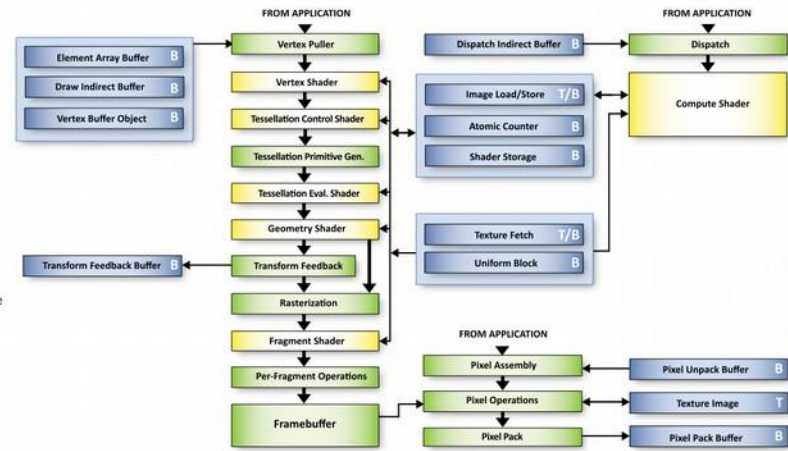 FROM APPLICATION
Vertex Puller
Element Array Buffer B
Draw Indirect Buffer B
Vertex Buffer Object B
Vertex Shader
Tessellation Control Shader
Tessellation Primitive Gen.
Tessellation Eval. Shader
Geometry Shader
Transform Feedback Buffer B
Transform Feedback
Rasterization
Fragment Shader
Per-Fragment Operations
Framebuffer
e
FROM APPLICATION
Dispatch Indirect Buffer B
Dispatch
Image Load/Store T/B
Atomic Counter B
Shader Storage B
Compute Shader
Texture Fetch T/B
Uniform Block B
FROM APPLICATION
Pixel Assembly
Pixel Unpack Buffer B
Pixel Operations
Texture Image T
Pixel Pack
Pixel Pack Buffer B